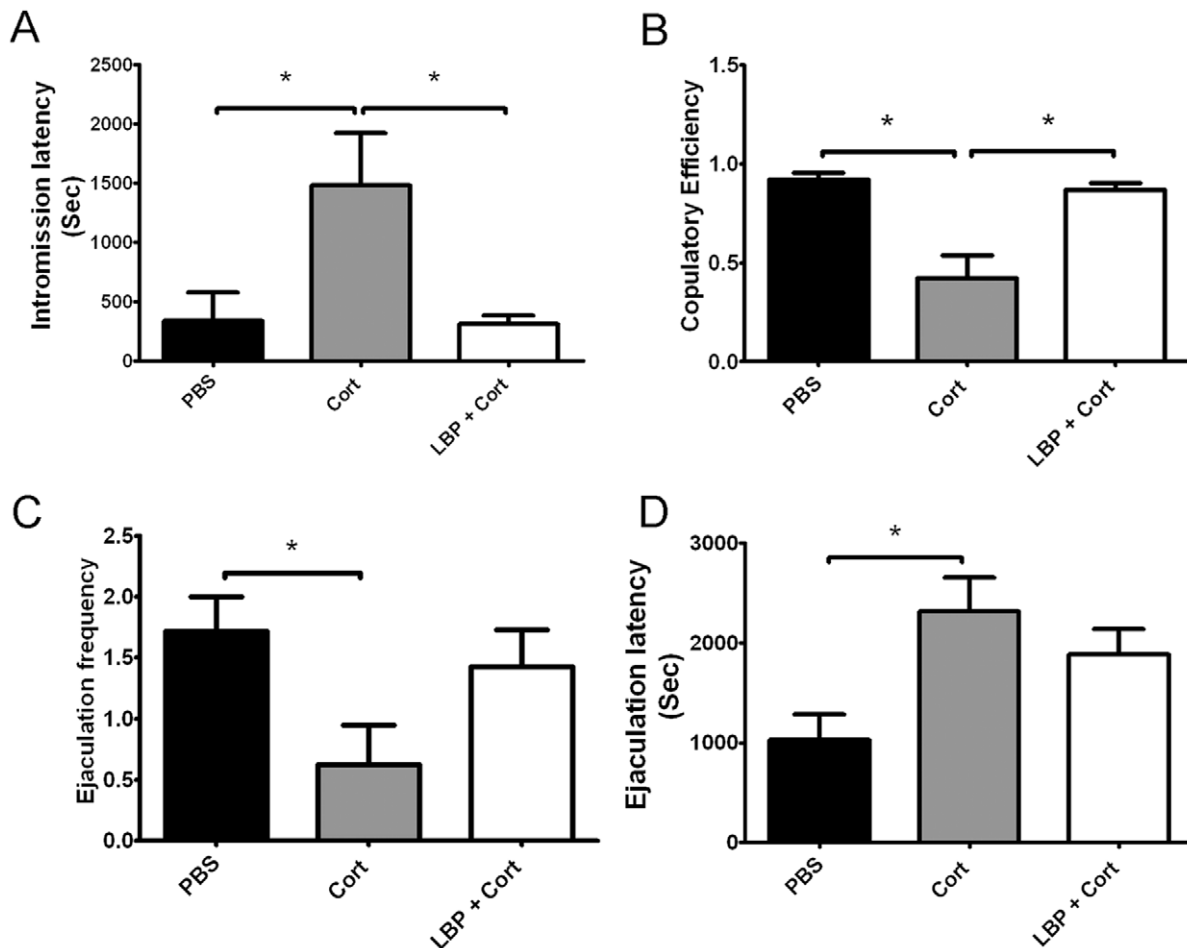 A
Intromission latency
(Sec)
2500
2000
1500
1000
500
0
*
*
PBS
Cort
LBP + Cort
B
Copulatory Efficiency
1.5
1.0
0.5
0.0
*
*
PBS
Cort
LBP + Cort
C
Ejaculation frequency
2.5
2.0
1.5
1.0
0.5
0.0
*
PBS
Cort
LBP + Cort
D
Ejaculation latency
(Sec)
3000
2000
1000
0
*
PBS
Cort
LBP + Cort